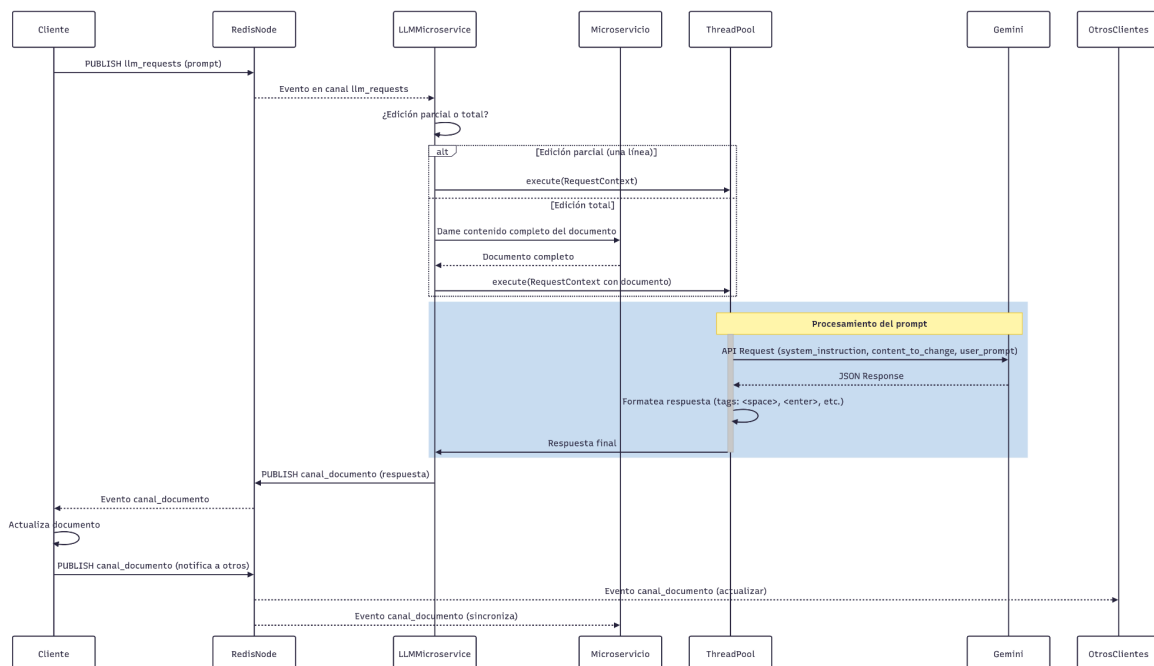 Cliente
RedisNode
LLMMicroservice
Microservicio
ThreadPool
Gemini
OtrosClientes
PUBLISH llm_requests (prompt)
Evento en canal llm_requests
¿Edición parcial o total?
alt
[Edición parcial (una línea)]
execute(RequestContext)
[Edición total]
Dame contenido completo del documento
Documento completo
execute(RequestContext con documento)
Procesamiento del prompt
API Request (system_instruction, content_to_change, user_prompt)
JSON Response
Formatea respuesta (tags: <space>, <enter>, etc.)
Respuesta final
PUBLISH canal_documento (respuesta)
Evento canal_documento
Actualiza documento
PUBLISH canal_documento (notifica a otros)
Evento canal_documento (actualizar)
Evento canal_documento (sincroniza)
Cliente
RedisNode
LLMMicroservice
Microservicio
ThreadPool
Gemini
OtrosClientes